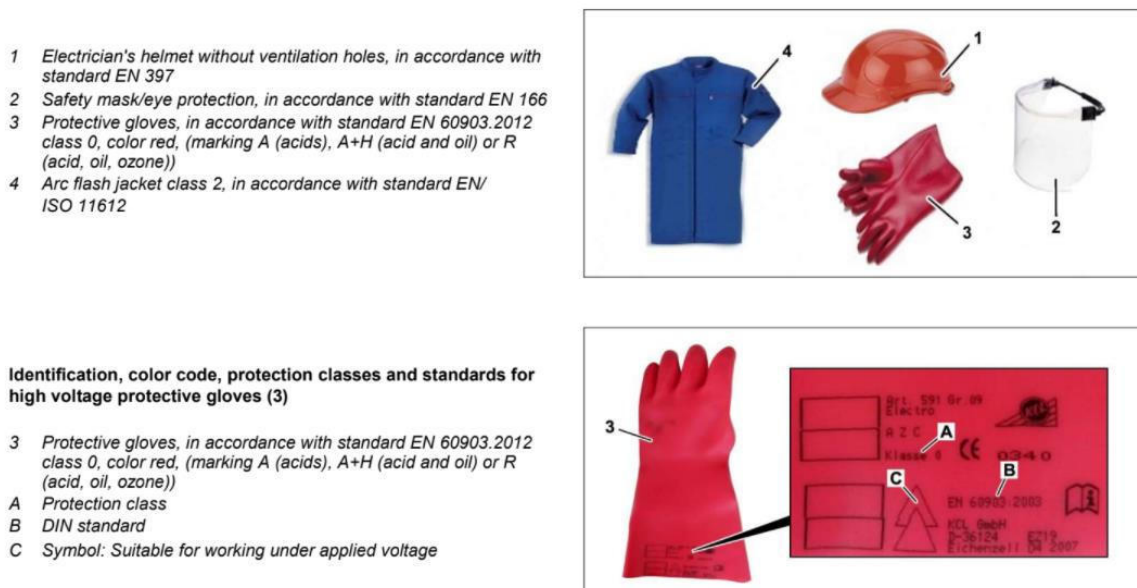 1 Electrician's helmet without ventilation holes, in accordance with
standard EN 397
2 Safety mask/eye protection, in accordance with standard EN 166
3 Protective gloves, in accordance with standard EN 60903.2012
class 0, color red, (marking A (acids), A+H (acid and oil) or R
(acid, oil, ozone))
4 Arc flash jacket class 2, in accordance with standard EN/
ISO 11612
4
1
3
2
Identification, color code, protection classes and standards for
high voltage protective gloves (3)
3 Protective gloves, in accordance with standard EN 60903.2012
class 0, color red, (marking A (acids), A+H (acid and oil) or R
(acid, oil, ozone))
A Protection class
B DIN standard
C Symbol: Suitable for working under applied voltage
3
Art. 591 Gr.09
Electro
A Z C
A
Klasse 0 CE 0340
B
C
EN 60903:2003
KCL GmbH
D-36124 EZ19
Eichenzell 04 2007